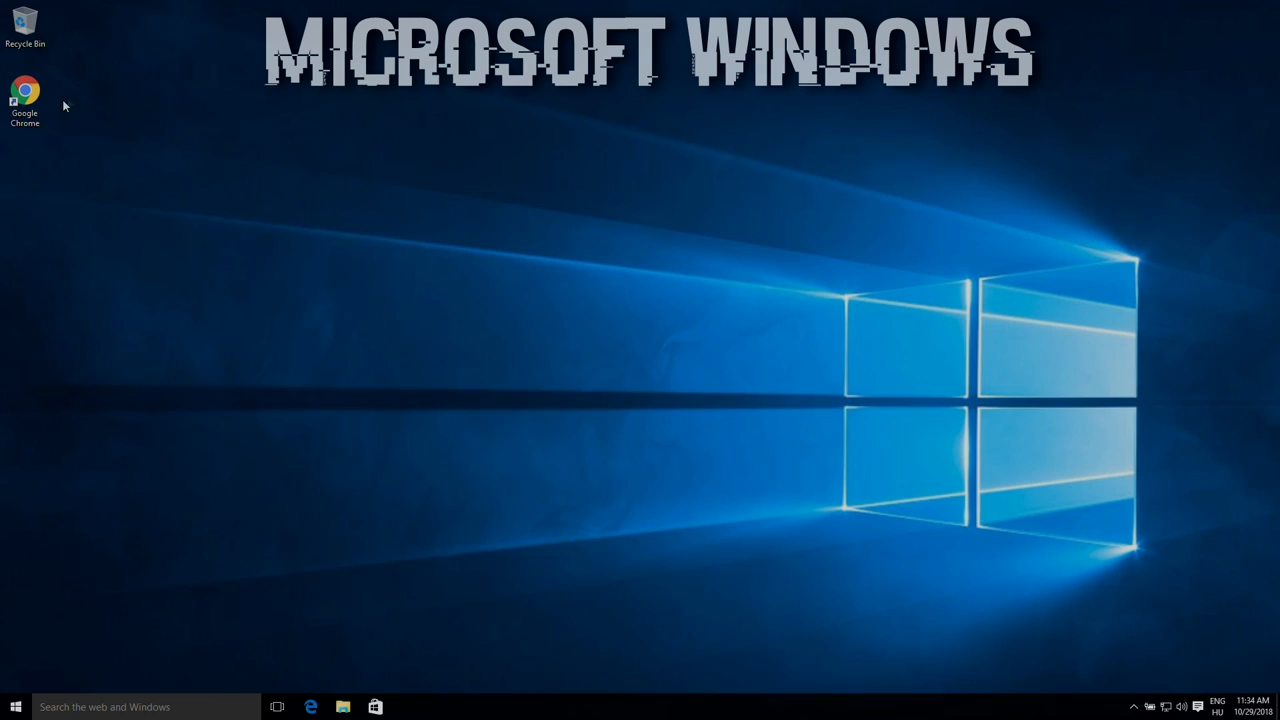 MICROSOFT WINDOWS
Recycle Bin
Google
Chrome
Search the web and Windows
ENG
HU
11:34 AM
10/29/2018